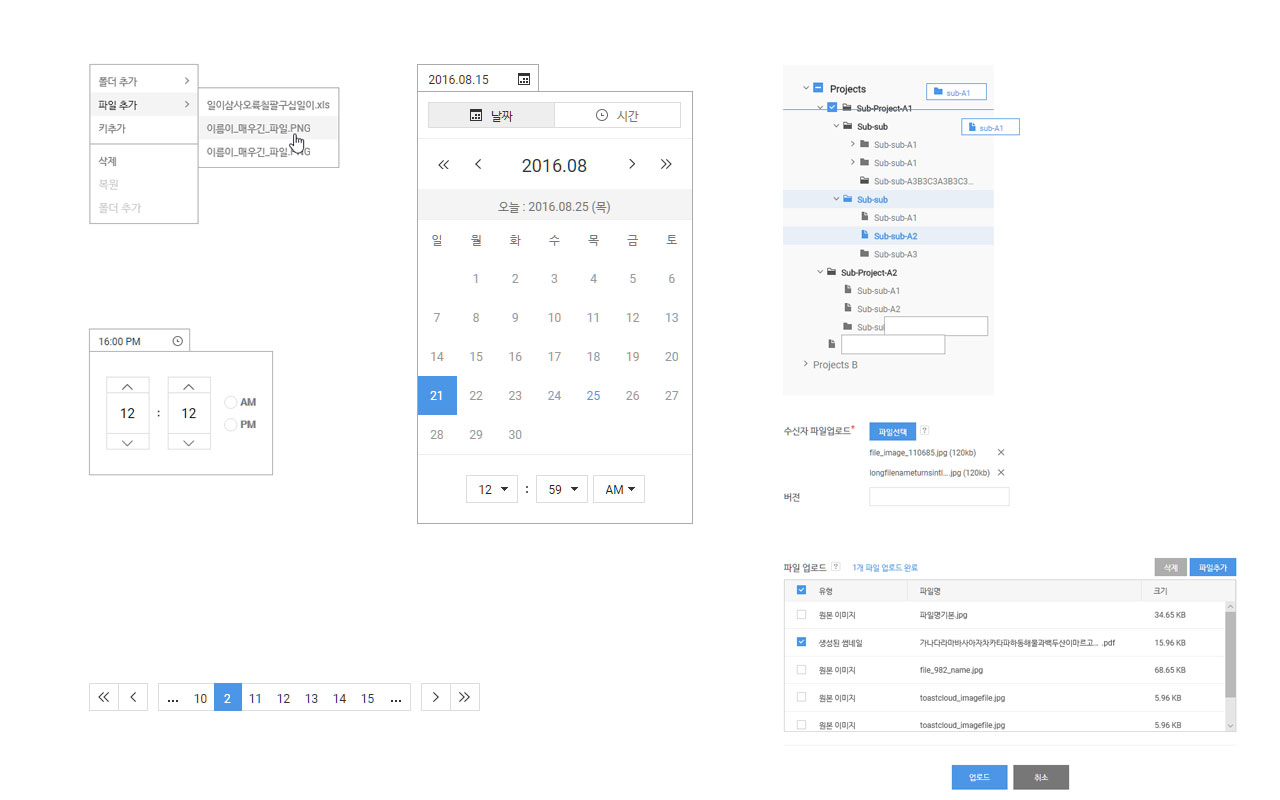 폴더 추가
파일 추가
키추가
삭제
복원
폴더 추가
일이삼사오륙칠팔구십일이.xls
이름이_매우긴_파일.PNG
이름이_매우긴_파일.PNG
16:00 PM
12 : 12
AM
PM
2016.08.15
날짜 시간
2016.08
오늘 : 2016.08.25 (목)
일 월 화 수 목 금 토
1 2 3 4 5 6
7 8 9 10 11 12 13
14 15 16 17 18 19 20
21 22 23 24 25 26 27
28 29 30
12 : 59 AM
Projects
sub-A1
Sub-Project-A1
Sub-sub
sub-A1
Sub-sub-A1
Sub-sub-A1
Sub-sub-A3B3C3A3B3C3...
Sub-sub
Sub-sub-A1
Sub-sub-A2
Sub-sub-A3
Sub-Project-A2
Sub-sub-A1
Sub-sub-A2
Sub-sul
Projects B
수신자 파일업로드* 파일선택 ?
file_image_110685.jpg (120kb)
longfilenameturnsintl....jpg (120kb)
버전
파일 업로드 ? 1개 파일 업로드 완료 삭제 파일추가
유형 파일명 크기
원본 이미지 파일명기본.jpg 34.65 KB
생성된 썸네일 가나다라마바사아자차카타파하동해물과백두산이마르고... .pdf 15.96 KB
원본 이미지 file_982_name.jpg 68.65 KB
원본 이미지 toastcloud_imagefile.jpg 5.96 KB
원본 이미지 toastcloud_imagefile.jpg 5.96 KB
... 10 2 11 12 13 14 15 ...
업로드 취소